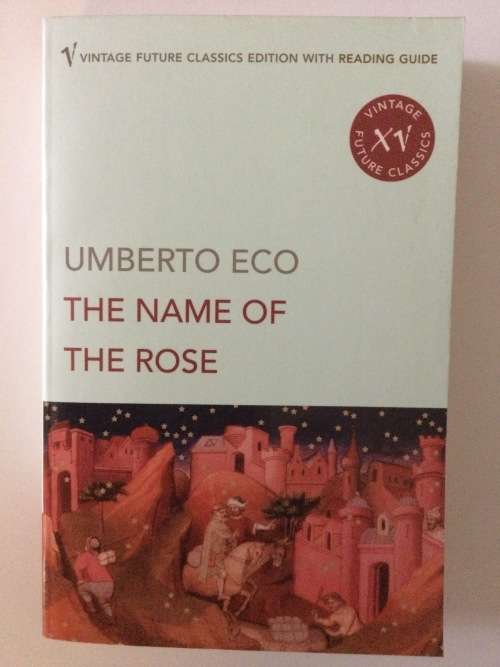 V VINTAGE FUTURE CLASSICS EDITION WITH READING GUIDE
VINTAGE
XV
FUTURE CLASSICS
UMBERTO ECO
THE NAME OF
THE ROSE